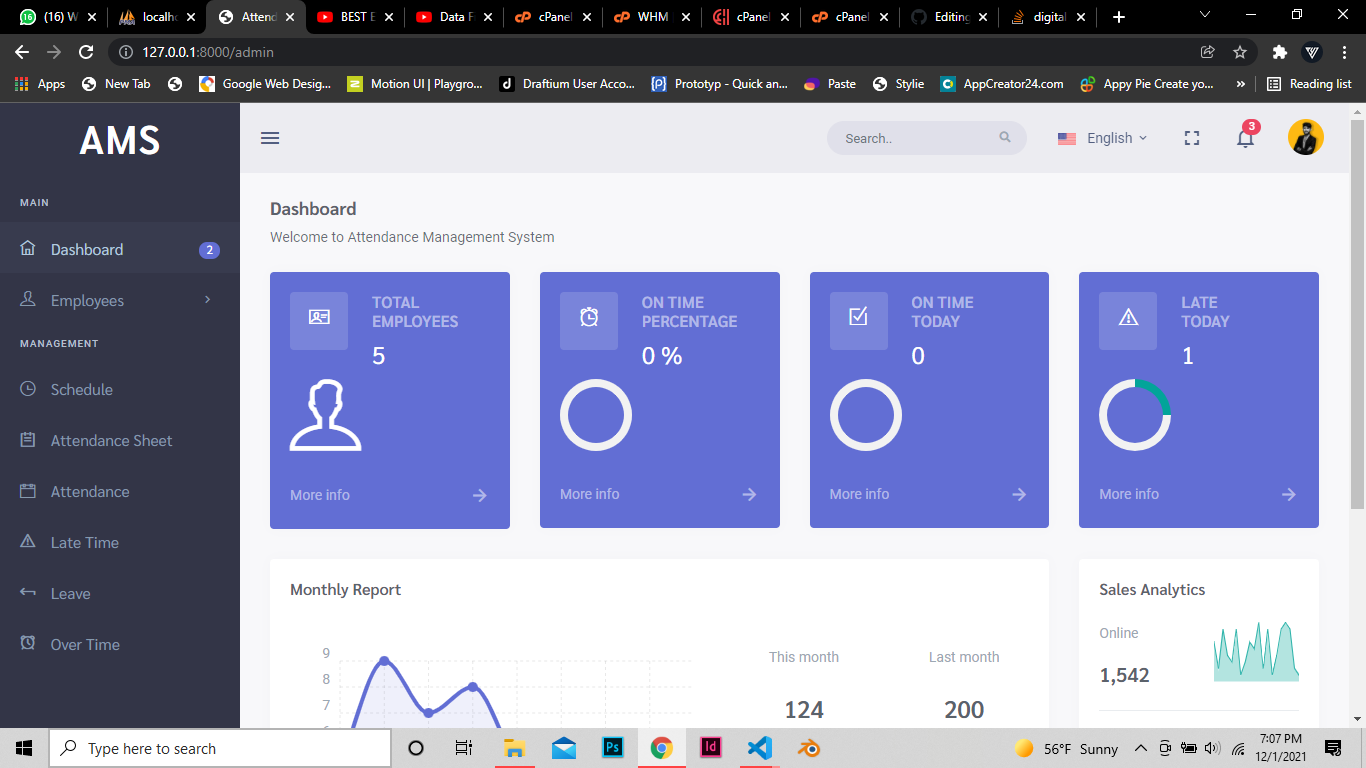 (16) W
localho
Attend
BEST E
Data F
cPanel
WHM
cPanel
cPanel
Editing
digital
127.0.0.1:8000/admin
Apps
New Tab
Google Web Desig...
Motion UI | Playgro...
Draftium User Acco...
Prototyp - Quick an...
Paste
Stylie
AppCreator24.com
Appy Pie Create yo...
»
Reading list
AMS
Search..
English
3
MAIN
Dashboard
2
Employees
MANAGEMENT
Schedule
Attendance Sheet
Attendance
Late Time
Leave
Over Time
Dashboard
Welcome to Attendance Management System
TOTAL
EMPLOYEES
5
More info
ON TIME
PERCENTAGE
0 %
More info
ON TIME
TODAY
0
More info
LATE
TODAY
1
More info
Monthly Report
9
8
7
This month
124
Last month
200
Sales Analytics
Online
1,542
Type here to search
Ps
Id
56°F Sunny
7:07 PM
12/1/2021